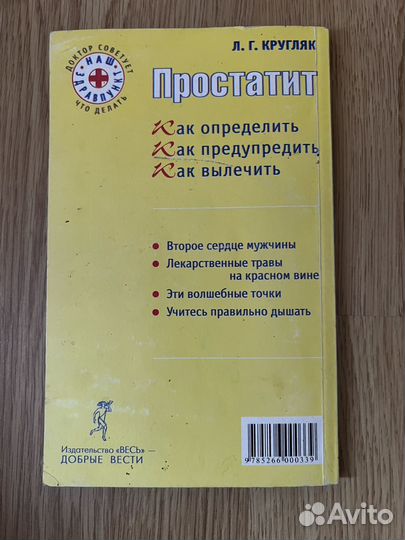 ДОКТОР СОВЕТУЕТ
НАШ
ЗДРАВПУНКТ
ЧТО ДЕЛАТЬ
Л. Г. КРУГЛЯК
Простатит
Как определить
Как предупредить
Как вылечить
Второе сердце мужчины
Лекарственные травы
на красном вине
Эти волшебные точки
Учитесь правильно дышать
Издательство «ВЕСЬ» —
ДОБРЫЕ ВЕСТИ
9785266000339
Avito